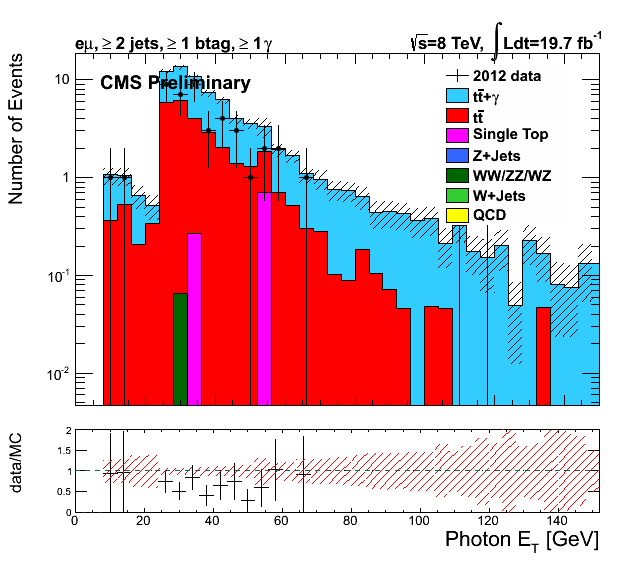 eμ, ≥ 2 jets, ≥ 1 btag, ≥ 1 γ
√s=8 TeV, ∫ Ldt=19.7 fb⁻¹
CMS Preliminary
2012 data
tt̄+γ
tt̄
Single Top
Z+Jets
WW/ZZ/WZ
W+Jets
QCD
Number of Events
10
1
10⁻¹
10⁻²
data/MC
2
1.5
1
0.5
0
0 20 40 60 80 100 120 140
Photon E_T [GeV]